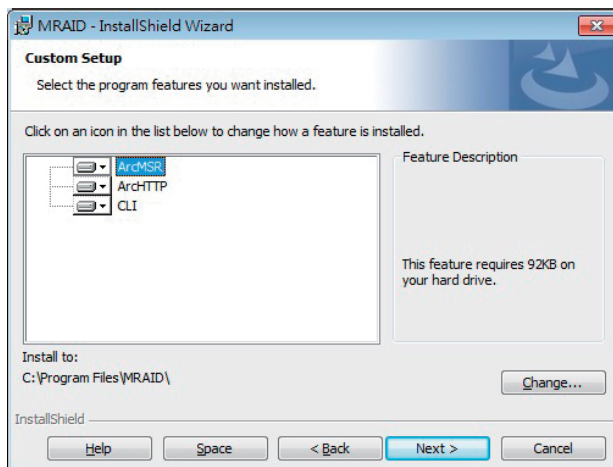 MRAID - InstallShield Wizard
Custom Setup
Select the program features you want installed.
Click on an icon in the list below to change how a feature is installed.
ArcMSR
ArcHTTP
CLI
Feature Description
This feature requires 92KB on
your hard drive.
Install to:
C:\Program Files\MRAID\
Change...
InstallShield
Help
Space
< Back
Next >
Cancel